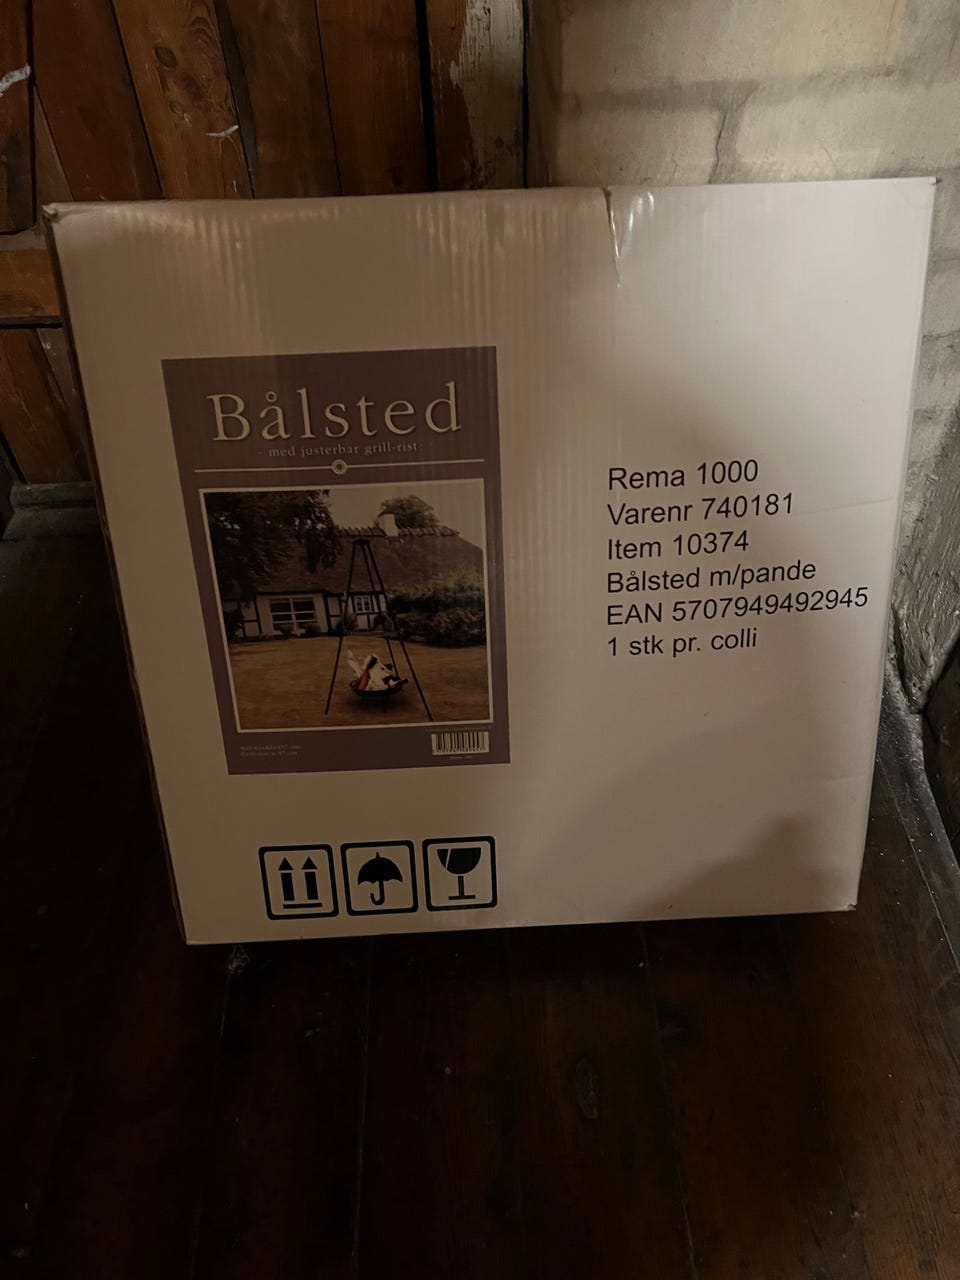 Bålsted
- med justerbar grill-rist -
Rema 1000
Varenr 740181
Item 10374
Bålsted m/pande
EAN 5707949492945
1 stk pr. colli